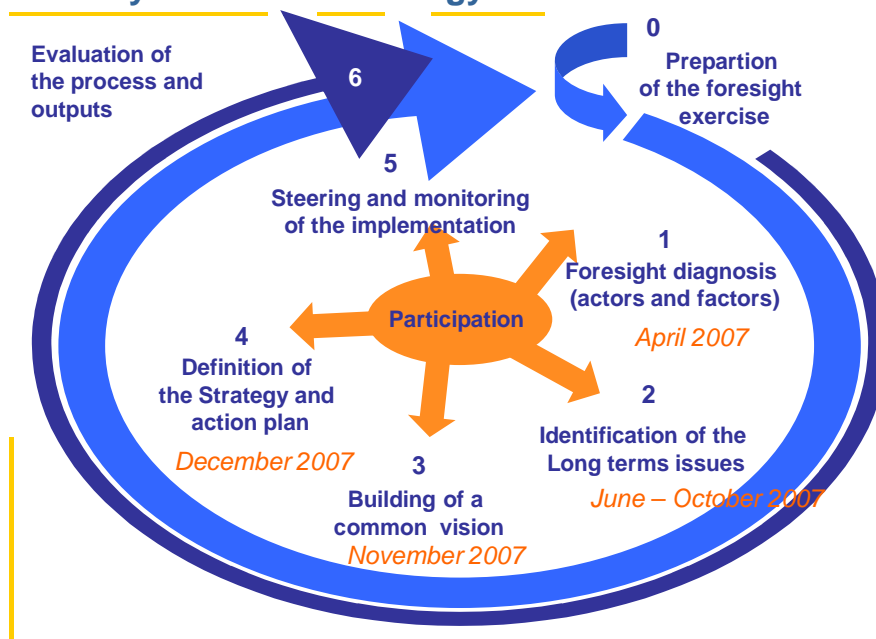 0
Prepartion
of the foresight
exercise
1
Foresight diagnosis
(actors and factors)
April 2007
2
Identification of the
Long terms issues
June – October 2007
3
Building of a
common vision
November 2007
4
Definition of
the Strategy and
action plan
December 2007
5
Steering and monitoring
of the implementation
6
Evaluation of
the process and
outputs
Participation